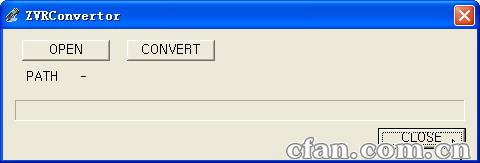 ZVRConvertor
OPEN CONVERT
PATH -
CLOSE
cfan.com.cn